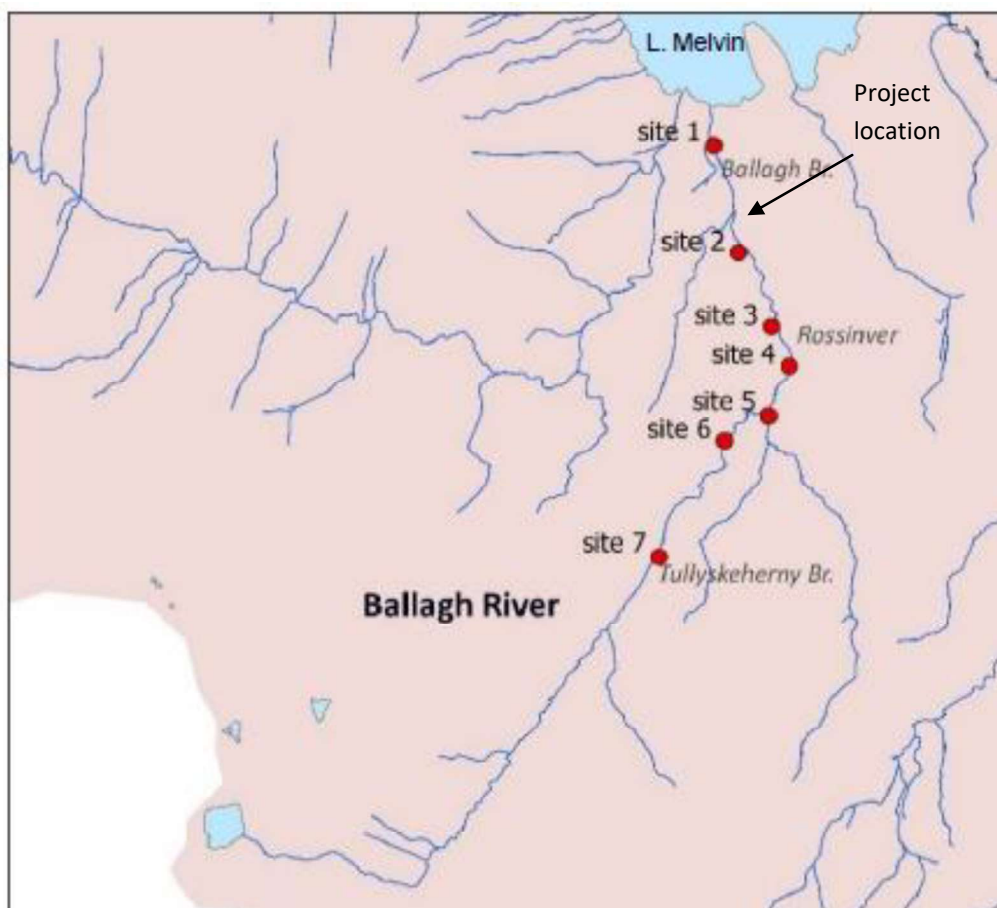 L. Melvin
Project
location
site 1
Ballagh Br.
site 2
site 3
Rossinver
site 4
site 5
site 6
site 7
Tullyskeherny Br.
Ballagh River